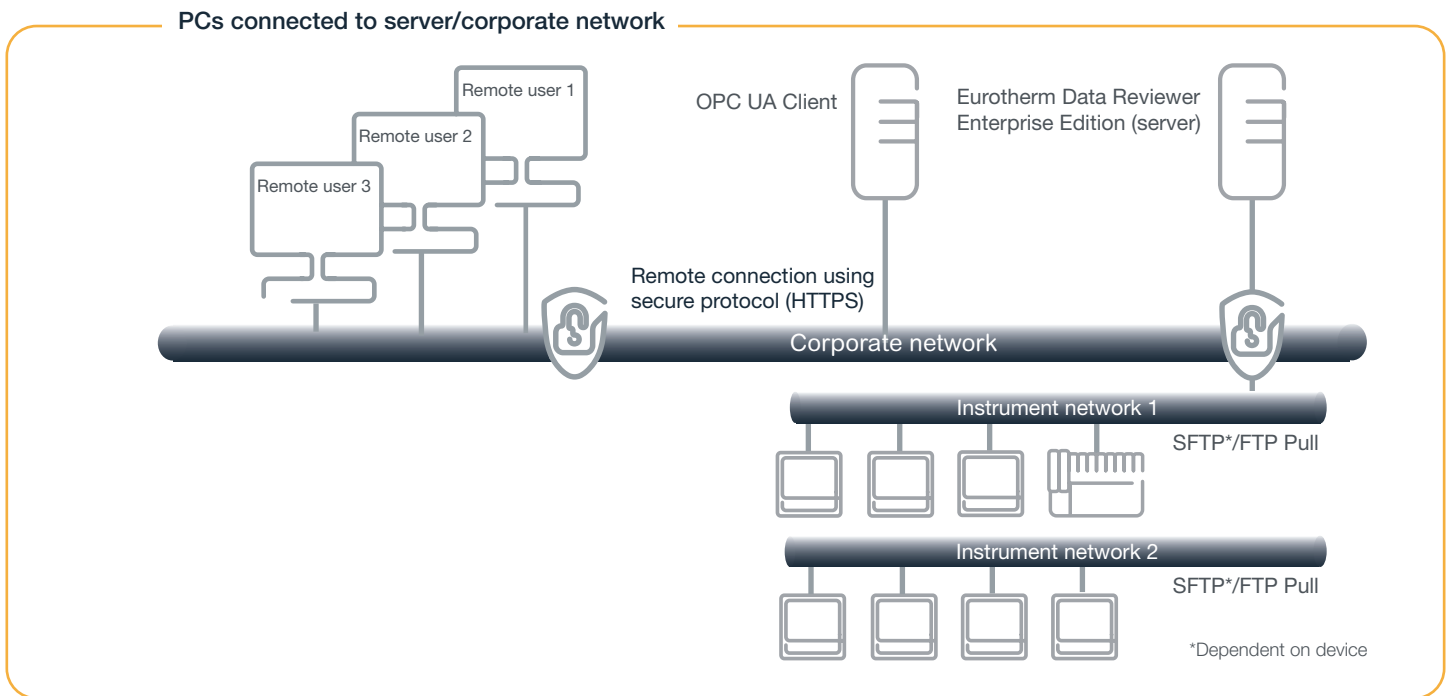 PCs connected to server/corporate network
Remote user 1
Remote user 2
Remote user 3
OPC UA Client
Eurotherm Data Reviewer
Enterprise Edition (server)
Remote connection using
secure protocol (HTTPS)
Corporate network
Instrument network 1
SFTP*/FTP Pull
Instrument network 2
SFTP*/FTP Pull
*Dependent on device